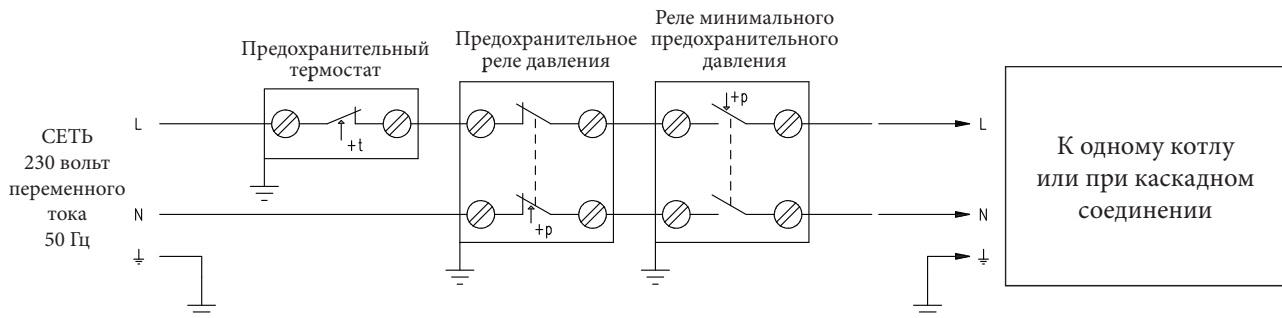 Предохранительный
термостат
Предохранительное
реле давления
Реле минимального
предохранительного
давления
СЕТЬ
230 вольт
переменного
тока
50 Гц
L
N
+t
+p
+p
L
N
К одному котлу
или при каскадном
соединении